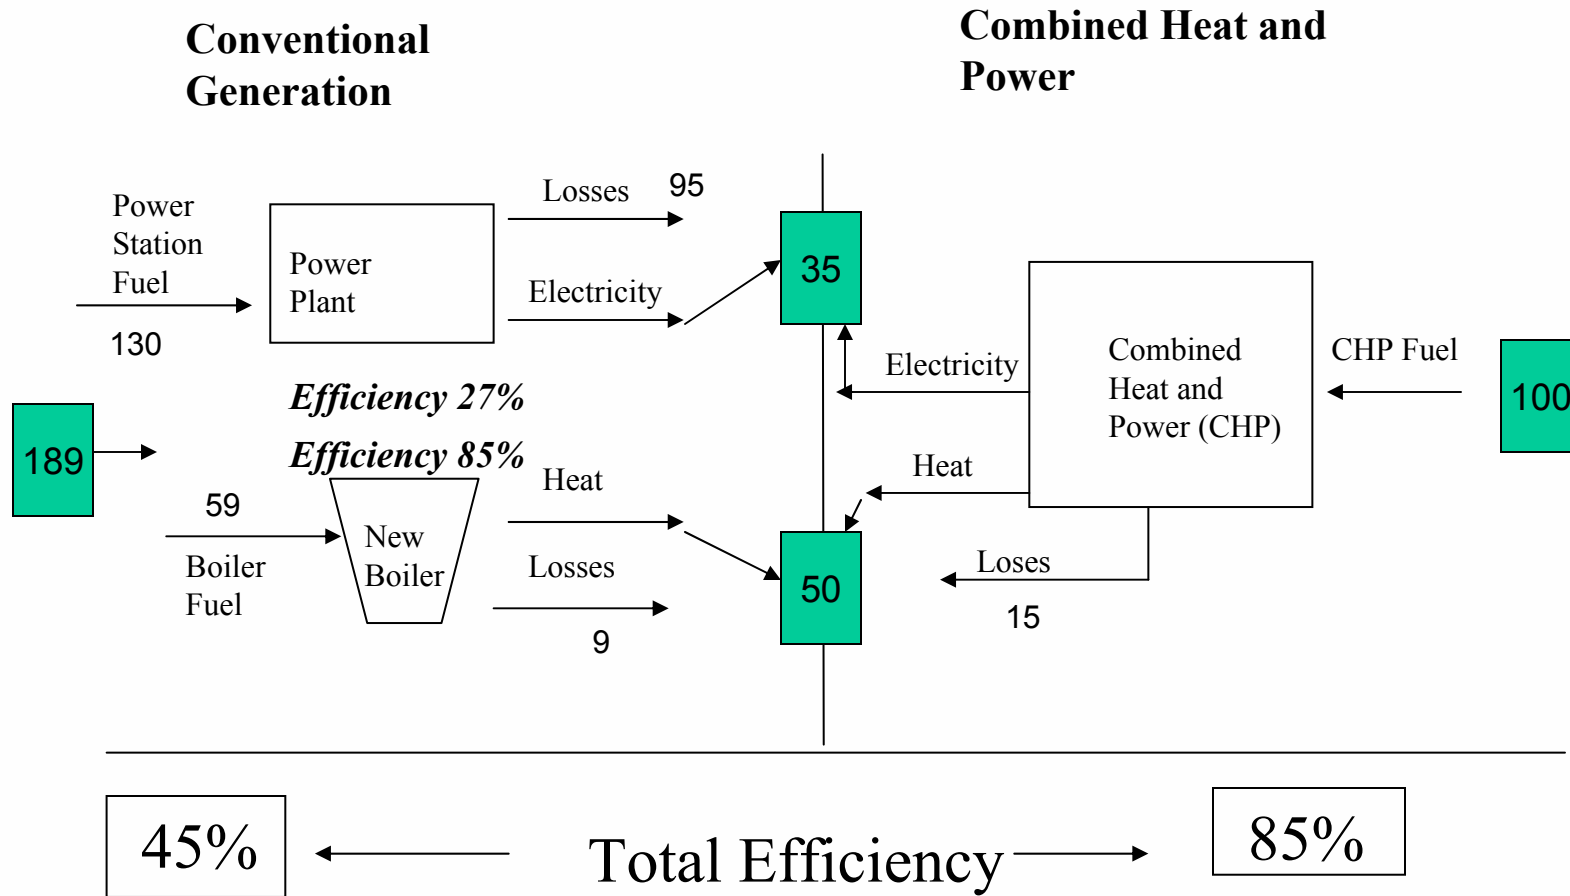 Conventional
Generation
Combined Heat and
Power
Power
Station
Fuel
130
Power
Plant
Losses 95
Electricity
35
Efficiency 27%
Efficiency 85%
189
59
Boiler
Fuel
New
Boiler
Heat
Losses
9
50
Electricity
Heat
Loses
15
Combined
Heat and
Power (CHP)
CHP Fuel
100
45%
Total Efficiency
85%